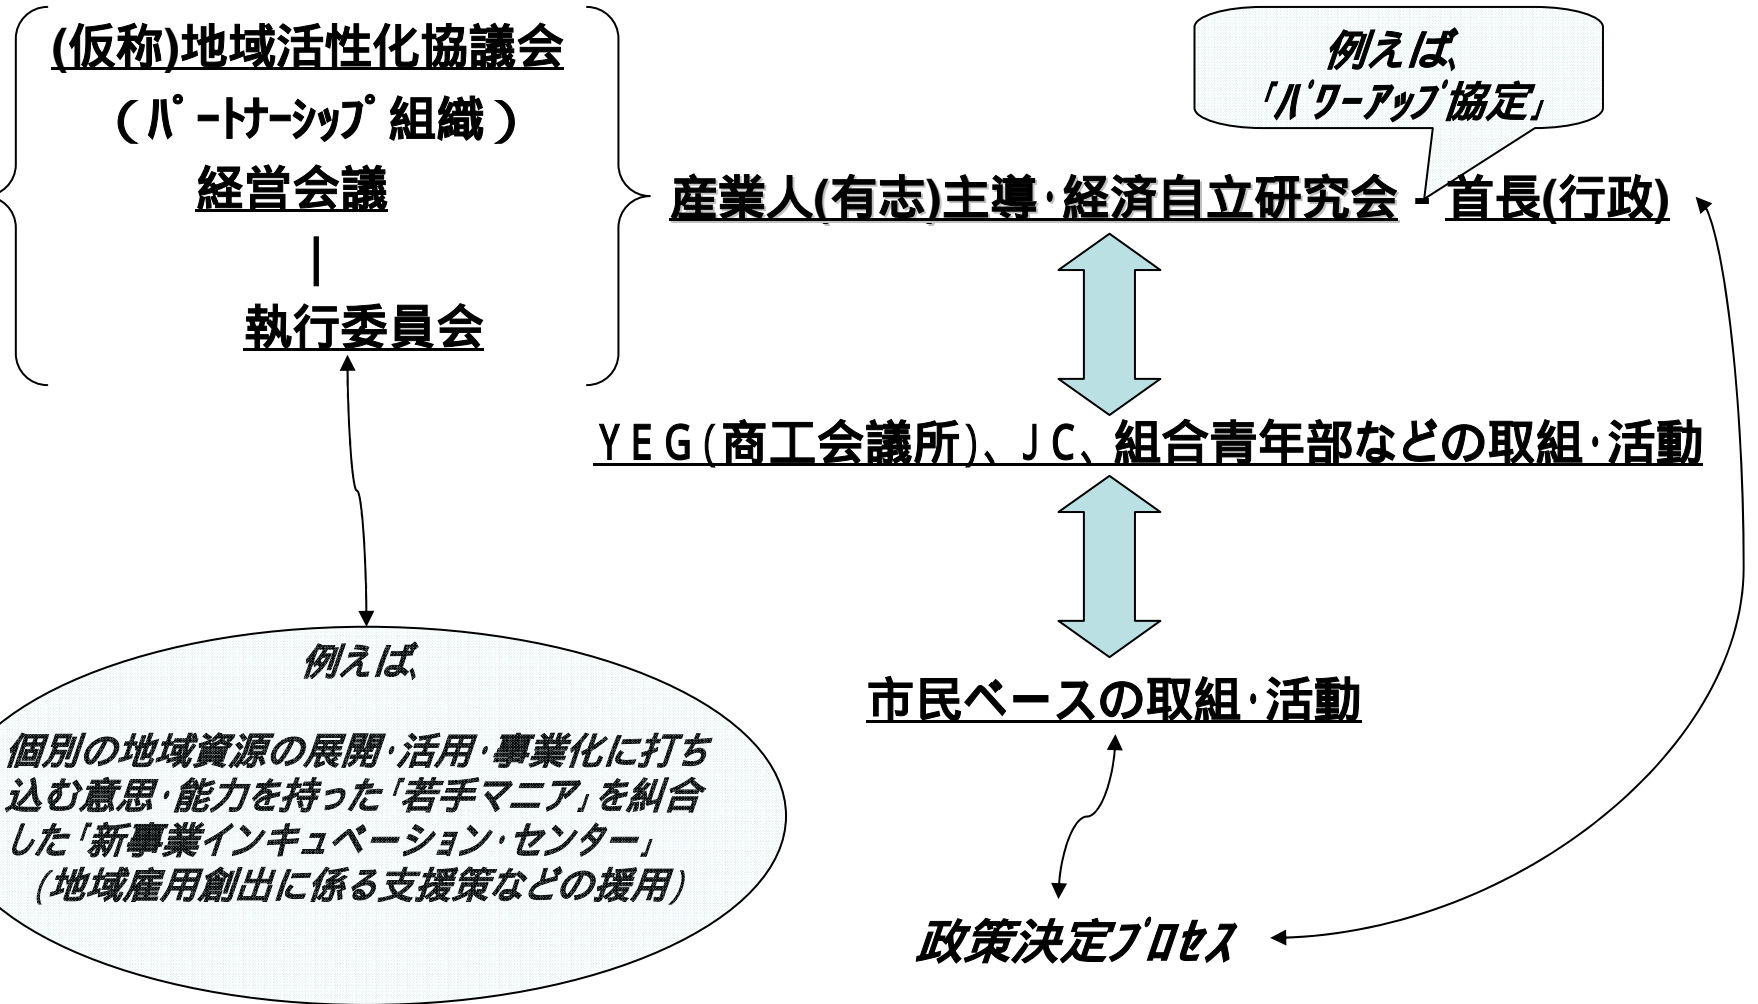 (仮称)地域活性化協議会
（ﾊﾟｰﾄﾅｰｼｯﾌﾟ組織）
経営会議
｜
執行委員会
例えば、
「ﾊﾟﾜｰｱｯﾌﾟ協定」
産業人(有志)主導･経済自立研究会 - 首長(行政)
ＹＥＧ(商工会議所)、ＪＣ、組合青年部などの取組･活動
市民ベースの取組･活動
政策決定ﾌﾟﾛｾｽ
例えば、
個別の地域資源の展開･活用･事業化に打ち
込む意思･能力を持った「若手マニア」を糾合
した「新事業インキュベーション･センター」
(地域雇用創出に係る支援策などの援用)